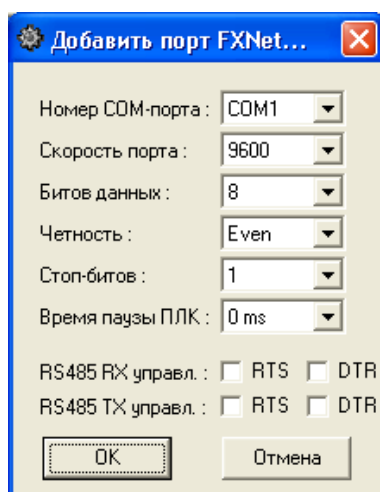 Добавить порт FXNet...
Номер COM-порта : COM1
Скорость порта : 9600
Битов данных : 8
Четность : Even
Стоп-битов : 1
Время паузы ПЛК : 0 ms
RS485 RX управл. : RTS DTR
RS485 TX управл. : RTS DTR
OK Отмена